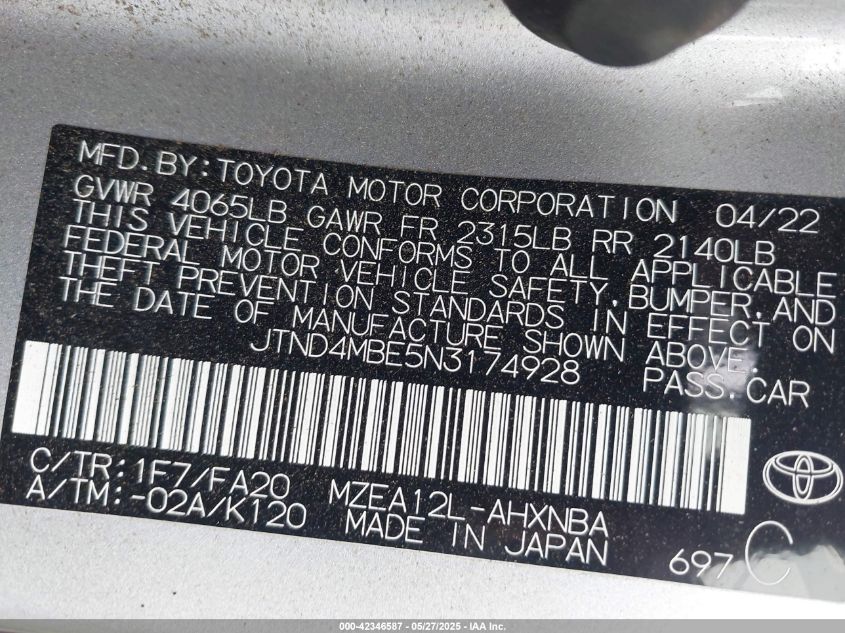 MFD.BY:TOYOTA MOTOR CORPORATION 04/22
GVWR 4065LB GAWR FR 2315LB RR 2140LB
THIS VEHICLE CONFORMS TO ALL APPLICABLE
FEDERAL MOTOR VEHICLE SAFETY,BUMPER,AND
THEFT PREVENTION STANDARDS IN EFFECT ON
THE DATE OF MANUFACTURE SHOWN ABOVE.
JTND4MBE5N3174928 PASS.CAR
C/TR:1F7/FA20 MZEA12L-AHXNBA
A/TM:-02A/K120 MADE IN JAPAN
697 C
000-42346587 - 05/27/2025 - IAA Inc.